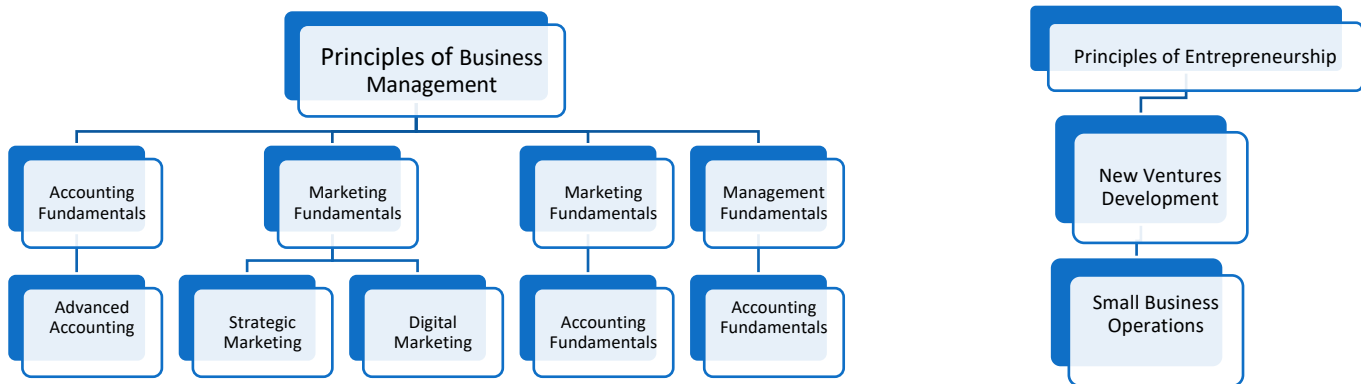 Principles of Business
Management
Principles of Entrepreneurship
Accounting
Fundamentals
Marketing
Fundamentals
Marketing
Fundamentals
Management
Fundamentals
New Ventures
Development
Advanced
Accounting
Strategic
Marketing
Digital
Marketing
Accounting
Fundamentals
Accounting
Fundamentals
Small Business
Operations